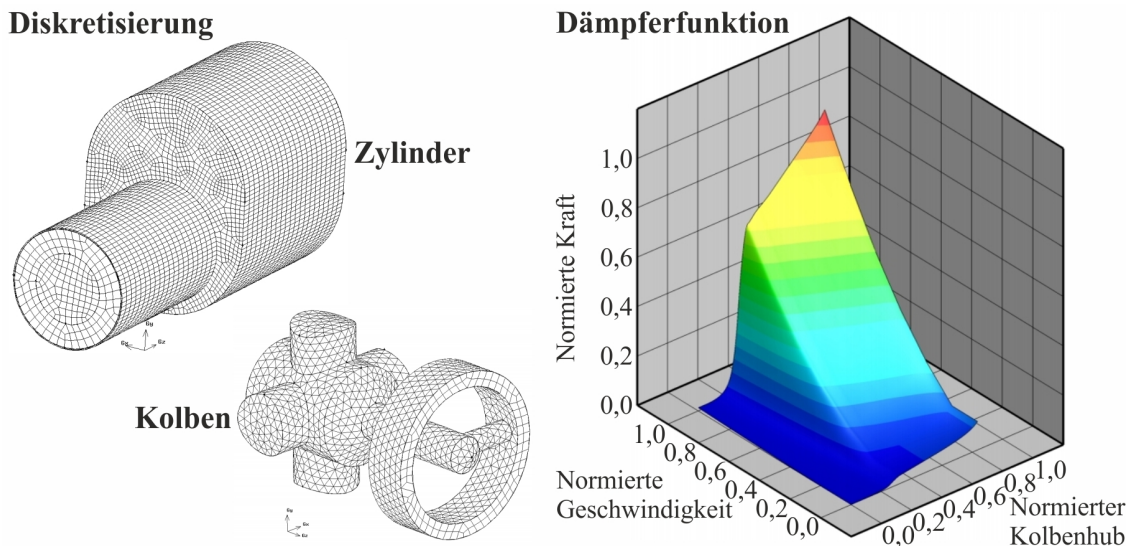 Diskretisierung
Zylinder
Kolben
Dämpferfunktion
Normierte Kraft
1,0
0,8
0,6
0,4
0,2
0,0
1,0
0,8
0,6
0,4
0,2
0,0
Normierte
Geschwindigkeit
0,0
0,2
0,4
0,6
0,8
1,0
Normierter
Kolbenhub